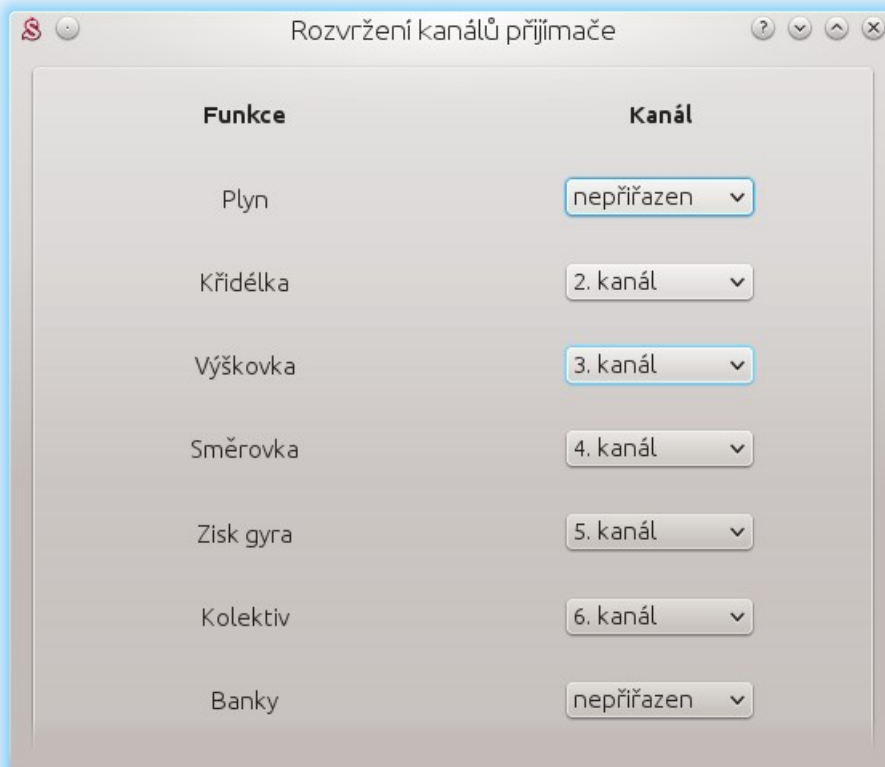 Rozvržení kanálů přijímače
Funkce Kanál
Plyn nepřiřazen
Křidélka 2. kanál
Výškovka 3. kanál
Směrovka 4. kanál
Zisk gyra 5. kanál
Kolektiv 6. kanál
Banky nepřiřazen